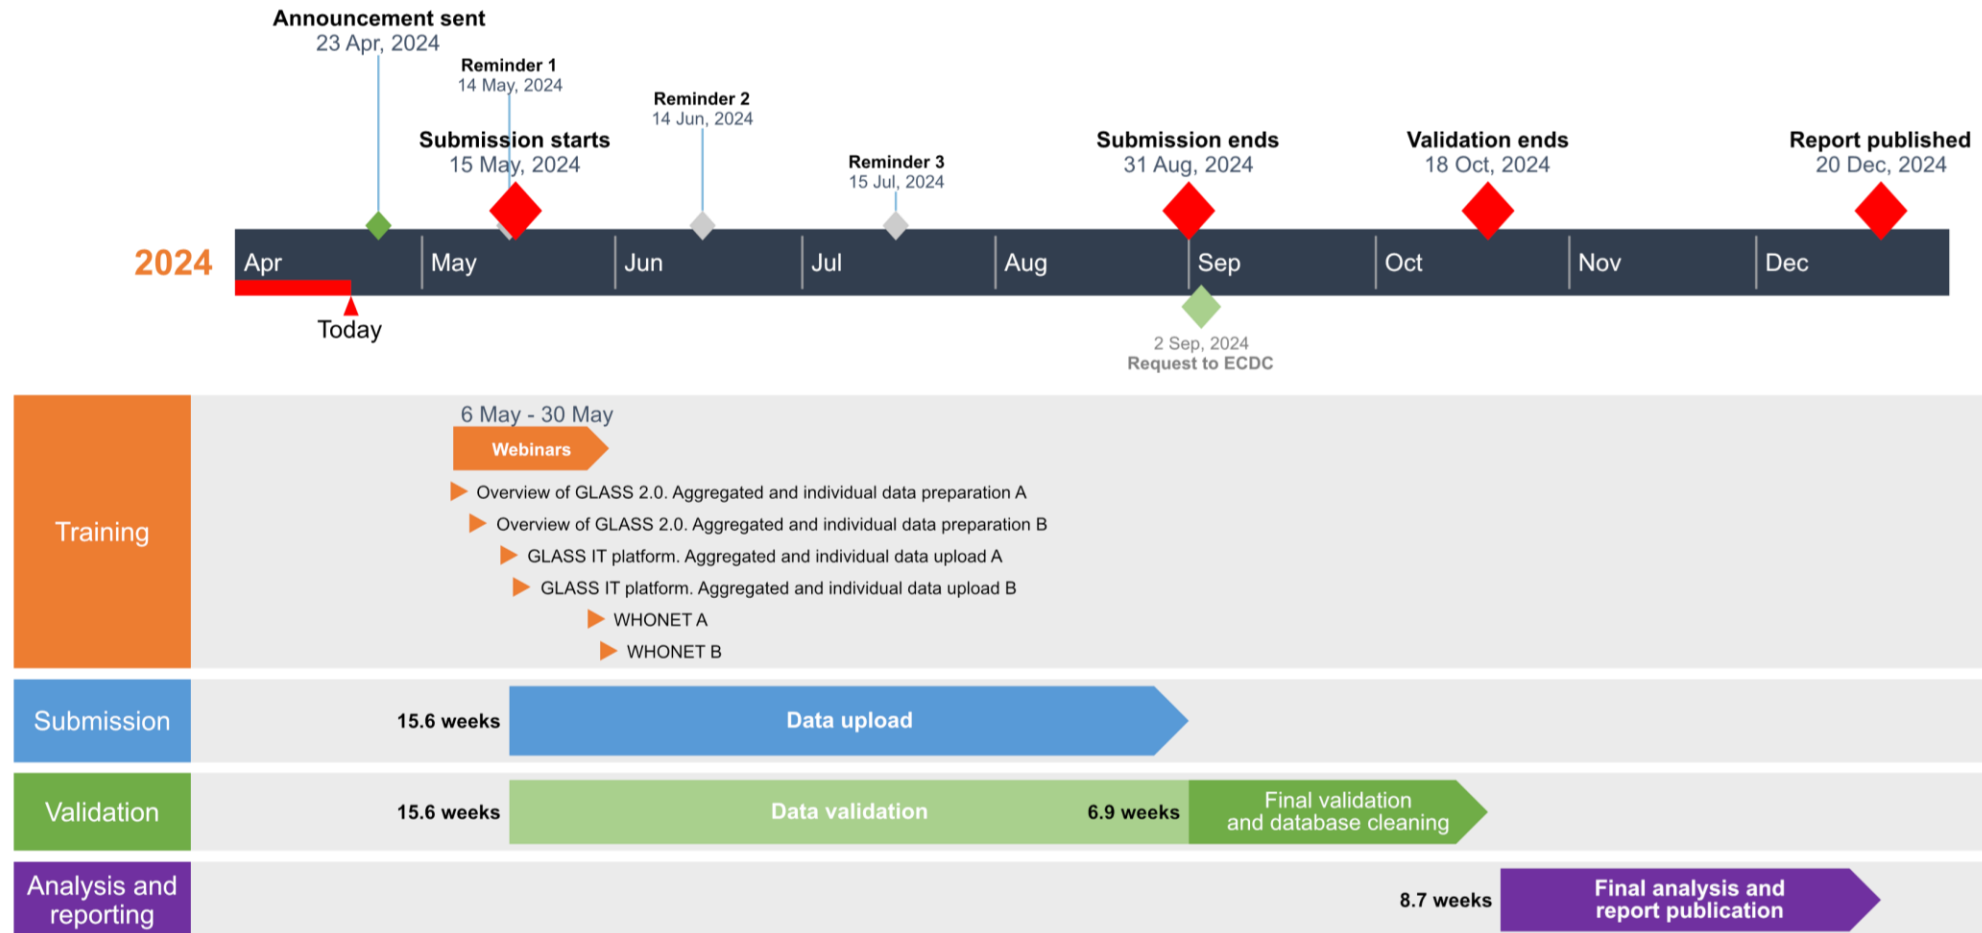 Announcement sent
23 Apr, 2024
Reminder 1
14 May, 2024
Reminder 2
14 Jun, 2024
Submission starts
15 May, 2024
Reminder 3
15 Jul, 2024
Submission ends
31 Aug, 2024
Validation ends
18 Oct, 2024
Report published
20 Dec, 2024
2024
Apr
May
Jun
Jul
Aug
Sep
Oct
Nov
Dec
Today
2 Sep, 2024
Request to ECDC
Training
6 May - 30 May
Webinars
Overview of GLASS 2.0. Aggregated and individual data preparation A
Overview of GLASS 2.0. Aggregated and individual data preparation B
GLASS IT platform. Aggregated and individual data upload A
GLASS IT platform. Aggregated and individual data upload B
WHONET A
WHONET B
Submission
15.6 weeks
Data upload
Validation
15.6 weeks
Data validation
6.9 weeks
Final validation
and database cleaning
Analysis and
reporting
8.7 weeks
Final analysis and
report publication